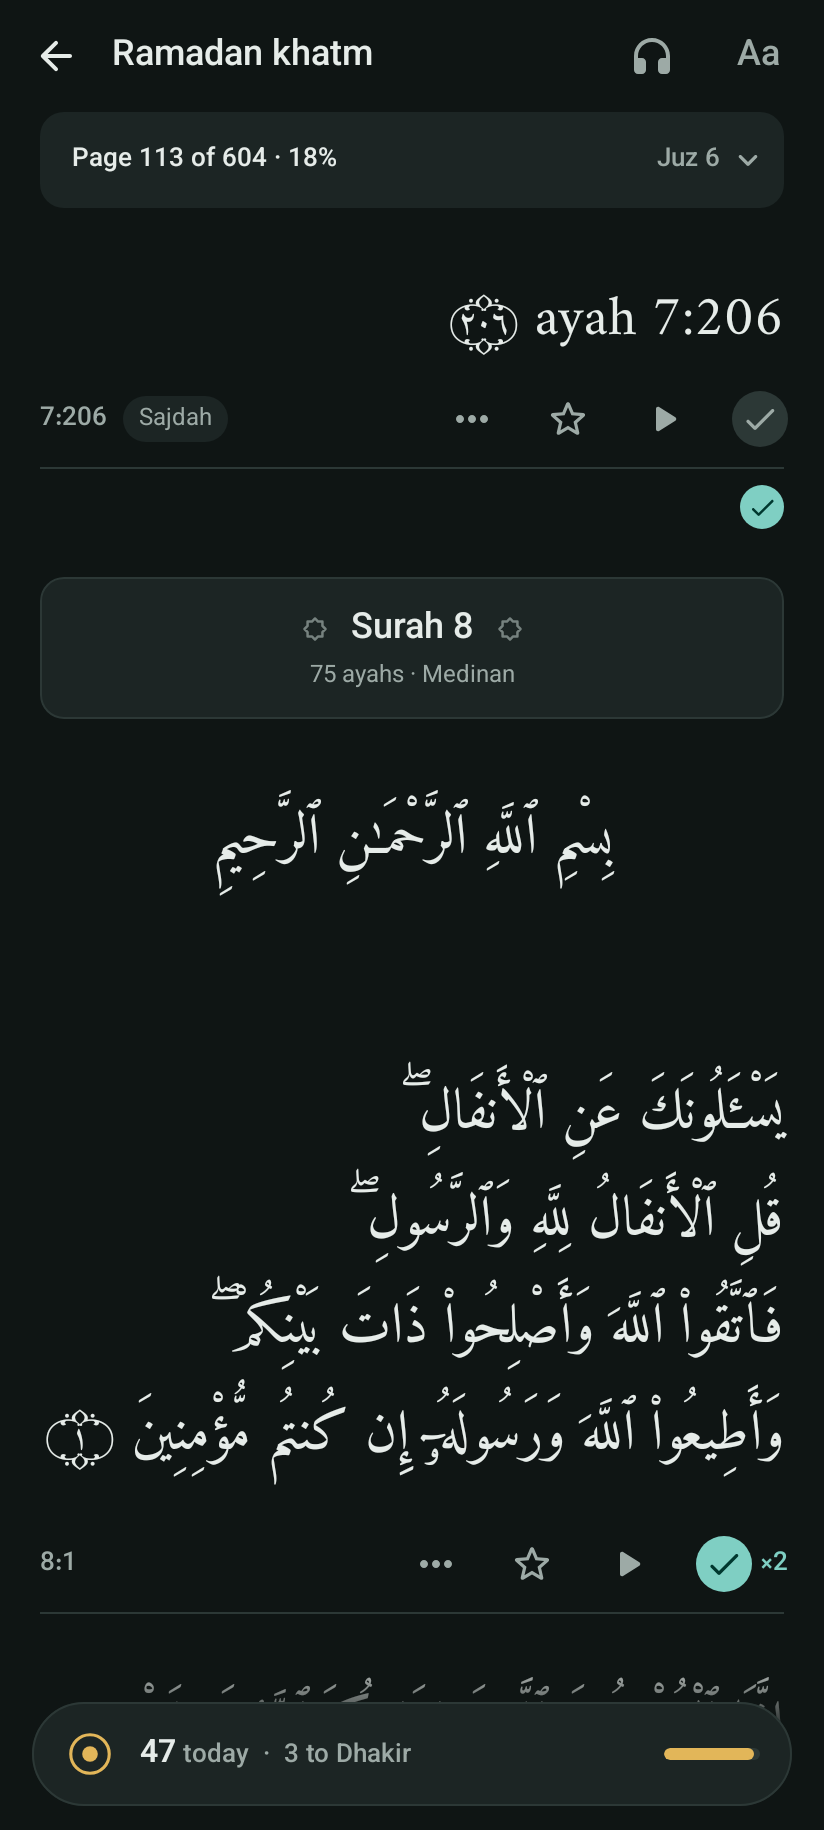 Ramadan khatm Aa
Page 113 of 604 · 18% Juz 6
ayah 7:206 ٢٠٦
7:206 Sajdah
Surah 8
75 ayahs · Medinan
بِسْمِ ٱللَّهِ ٱلرَّحْمَـٰنِ ٱلرَّحِيمِ
يَسْـَٔلُونَكَ عَنِ ٱلْأَنفَالِ ۖ
قُلِ ٱلْأَنفَالُ لِلَّهِ وَٱلرَّسُولِ ۖ
فَٱتَّقُوا۟ ٱللَّهَ وَأَصْلِحُوا۟ ذَاتَ بَيْنِكُمْ ۖ
وَأَطِيعُوا۟ ٱللَّهَ وَرَسُولَهُۥٓ إِن كُنتُم مُّؤْمِنِينَ ١
8:1 ×2
47 today · 3 to Dhakir